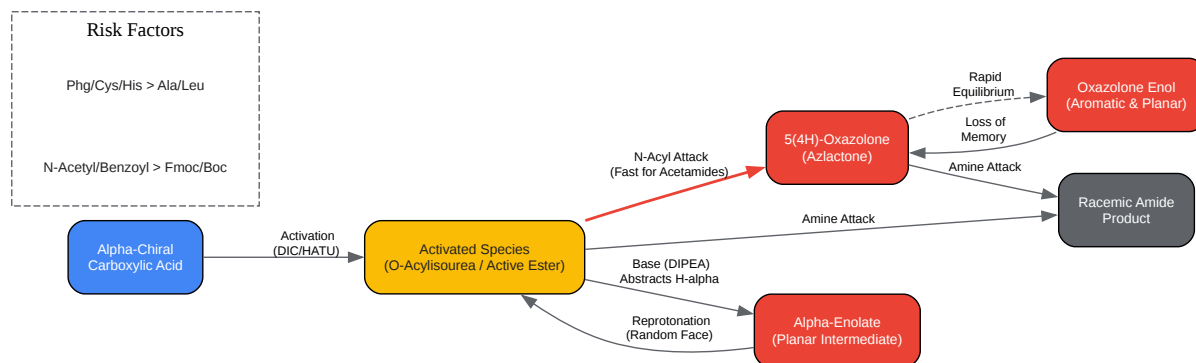 Risk Factors
Phg/Cys/His > Ala/Leu
N-Acetyl/Benzoyl > Fmoc/Boc
Alpha-Chiral
Carboxylic Acid
Activation
(DIC/HATU)
Activated Species
(O-Acylisourea / Active Ester)
N-Acyl Attack
(Fast for Acetamides)
5(4H)-Oxazolone
(Azlactone)
Rapid
Equilibrium
Oxazolone Enol
(Aromatic & Planar)
Loss of
Memory
Amine Attack
Racemic Amide
Product
Amine Attack
Base (DIPEA)
Abstracts H-alpha
Alpha-Enolate
(Planar Intermediate)
Reprotonation
(Random Face)